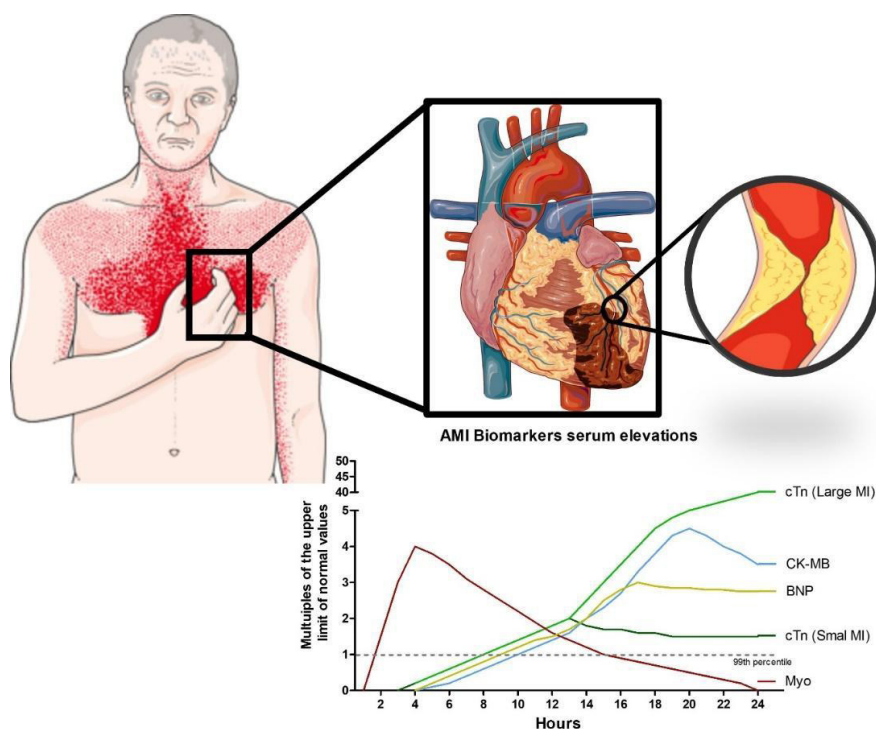 AMI Biomarkers serum elevations
Multuiples of the upper
limit of normal values
50
45
40
5
4
3
2
1
0
cTn (Large MI)
CK-MB
BNP
cTn (Smal MI)
99th percentile
Myo
2 4 6 8 10 12 14 16 18 20 22 24
Hours